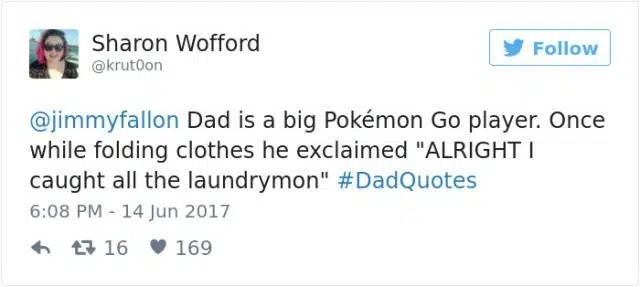 Sharon Wofford
@krut0on
Follow
@jimmyfallon Dad is a big Pokémon Go player. Once
while folding clothes he exclaimed "ALRIGHT I
caught all the laundrymon" #DadQuotes
6:08 PM - 14 Jun 2017
16 169